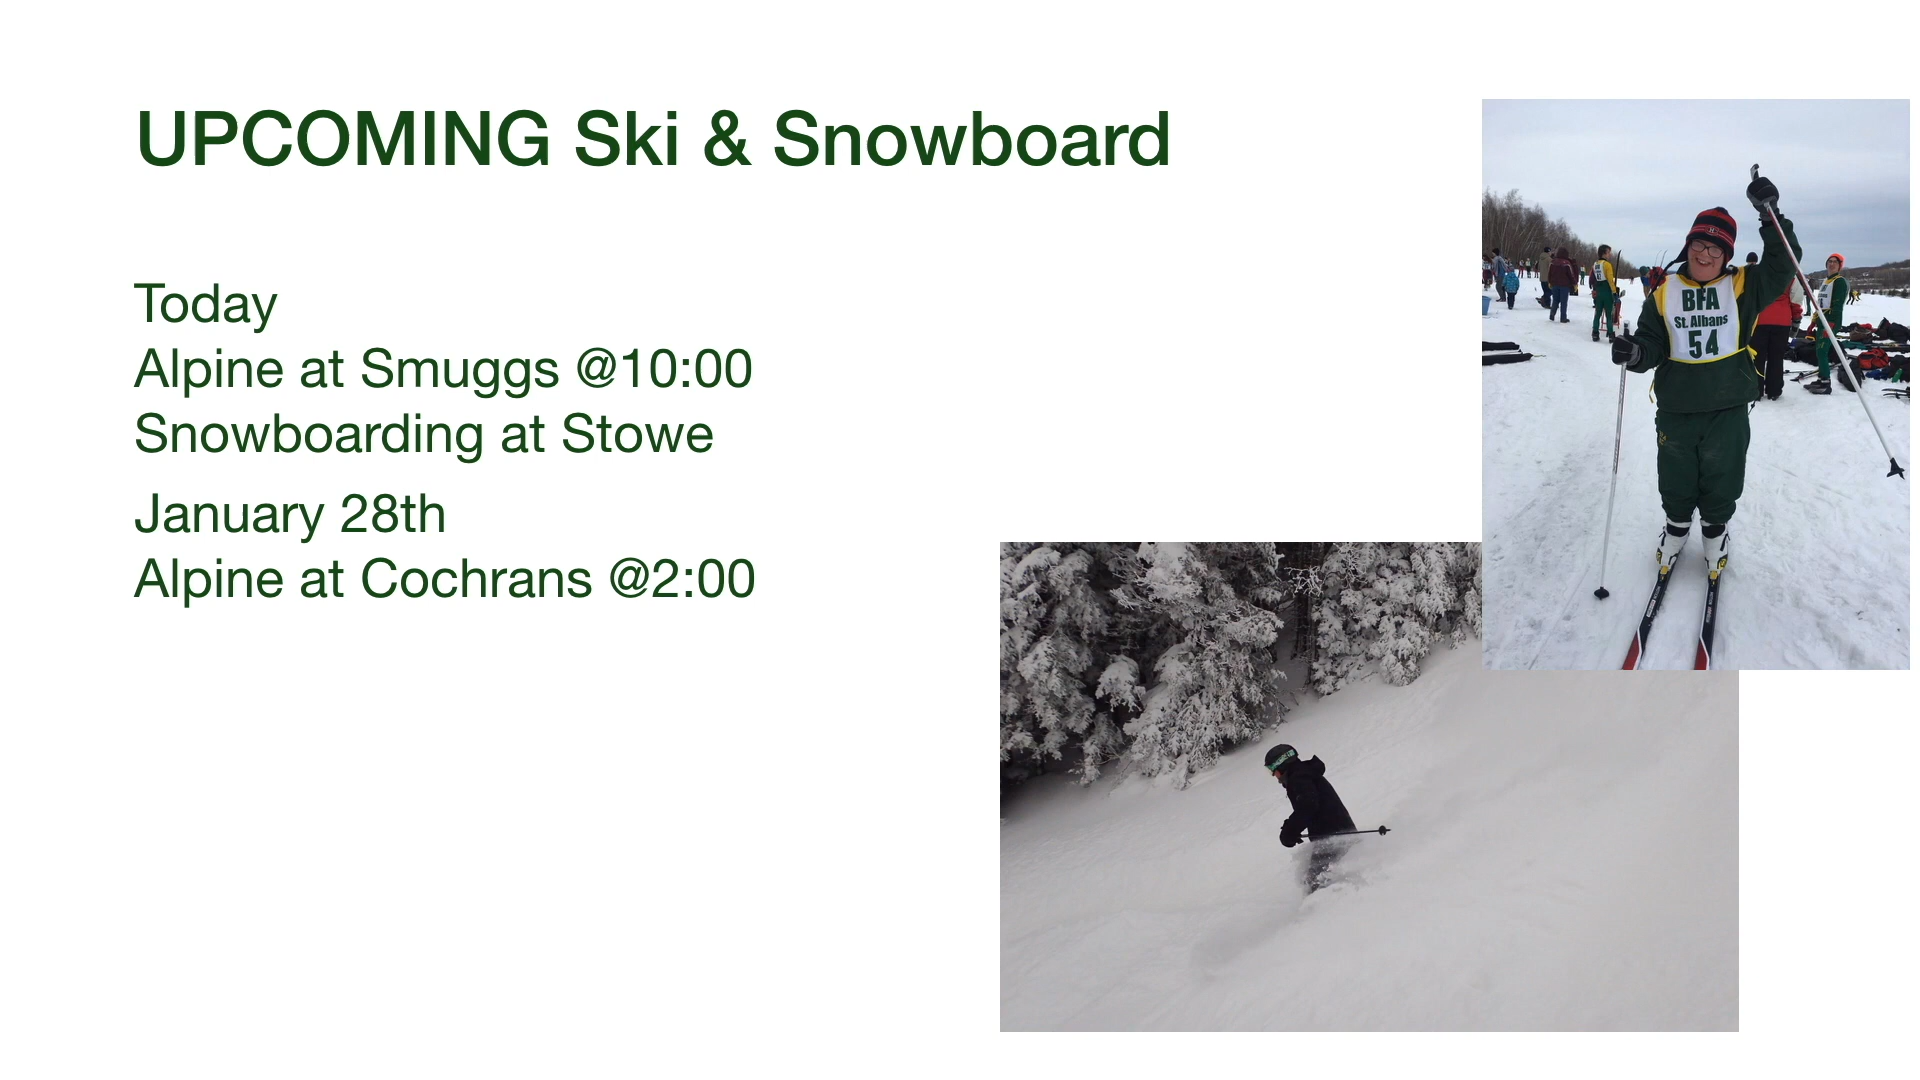 UPCOMING Ski & Snowboard
Today
Alpine at Smuggs @10:00
Snowboarding at Stowe
January 28th
Alpine at Cochrans @2:00
BFA
St. Albans
54